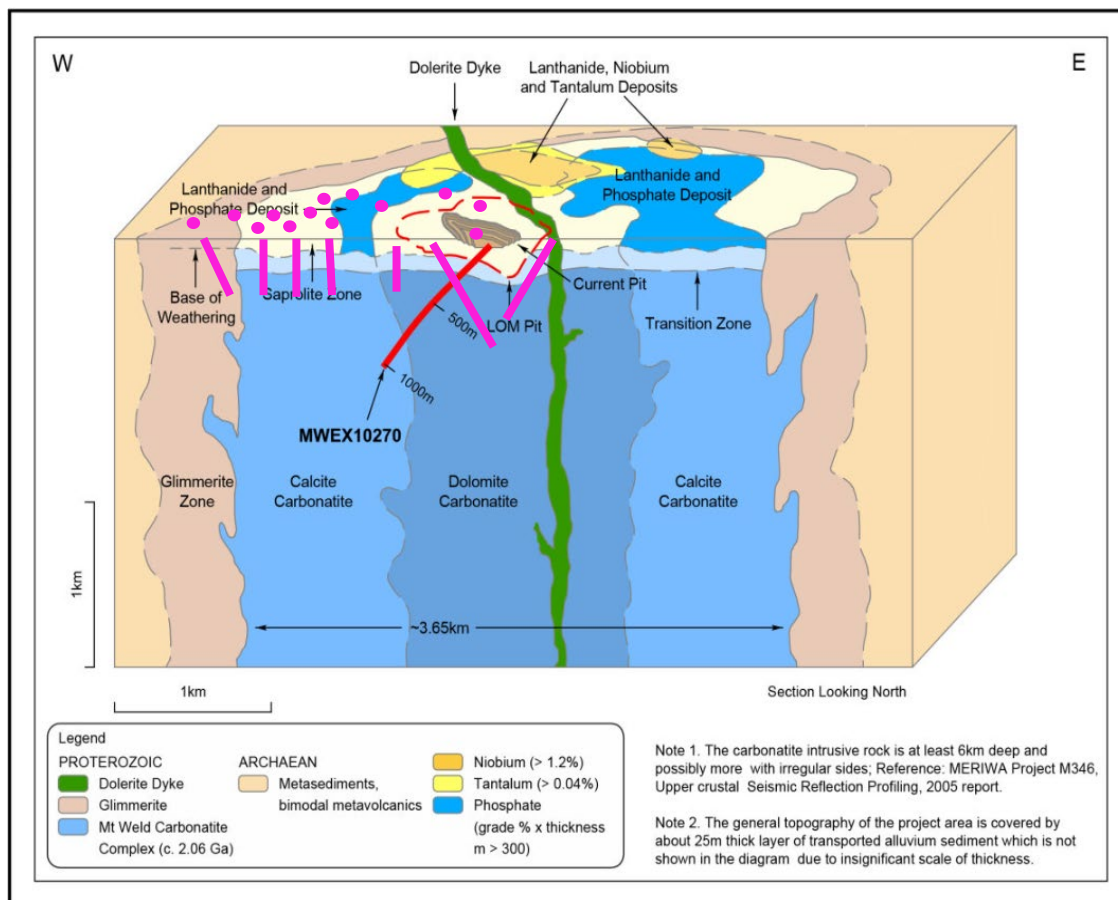 W
E
Dolerite Dyke
Lanthanide, Niobium
and Tantalum Deposits
Lanthanide and
Phosphate Deposit
Lanthanide and
Phosphate
Deposit
Base of
Weathering
Saprolite Zone
Current Pit
LOM Pit
Transition Zone
500m
1000m
MWEX10270
Glimmerite
Zone
Calcite
Carbonatite
Dolomite
Carbonatite
Calcite
Carbonatite
1km
~3.65km
1km
Section Looking North
Legend
PROTEROZOIC
Dolerite Dyke
Glimmerite
Mt Weld Carbonatite
Complex (c. 2.06 Ga)
ARCHAEAN
Metasediments,
bimodal metavolcanics
Niobium (> 1.2%)
Tantalum (> 0.04%)
Phosphate
(grade % x thickness
m > 300)
Note 1. The carbonatite intrusive rock is at least 6km deep and
possibly more with irregular sides; Reference: MERIWA Project M346,
Upper crustal Seismic Reflection Profiling, 2005 report.
Note 2. The general topography of the project area is covered by
about 25m thick layer of transported alluvium sediment which is not
shown in the diagram due to insignificant scale of thickness.